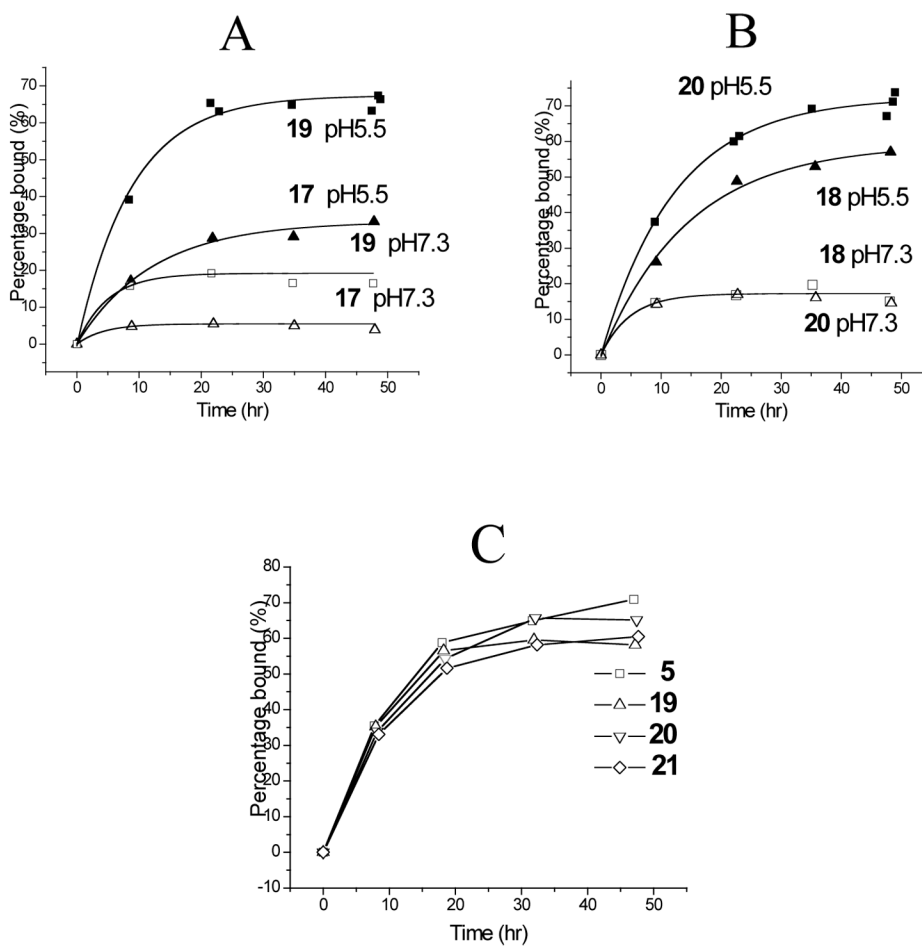 A
Percentage bound (%)
70
60
50
40
30
20
10
0
19 pH5.5
17 pH5.5
19 pH7.3
17 pH7.3
0 10 20 30 40 50
Time (hr)
B
Percentage bound (%)
70
60
50
40
30
20
10
0
20 pH5.5
18 pH5.5
18 pH7.3
20 pH7.3
0 10 20 30 40 50
Time (hr)
C
Percentage bound (%)
80
70
60
50
40
30
20
10
0
-10
5
19
20
21
0 10 20 30 40 50
Time (hr)